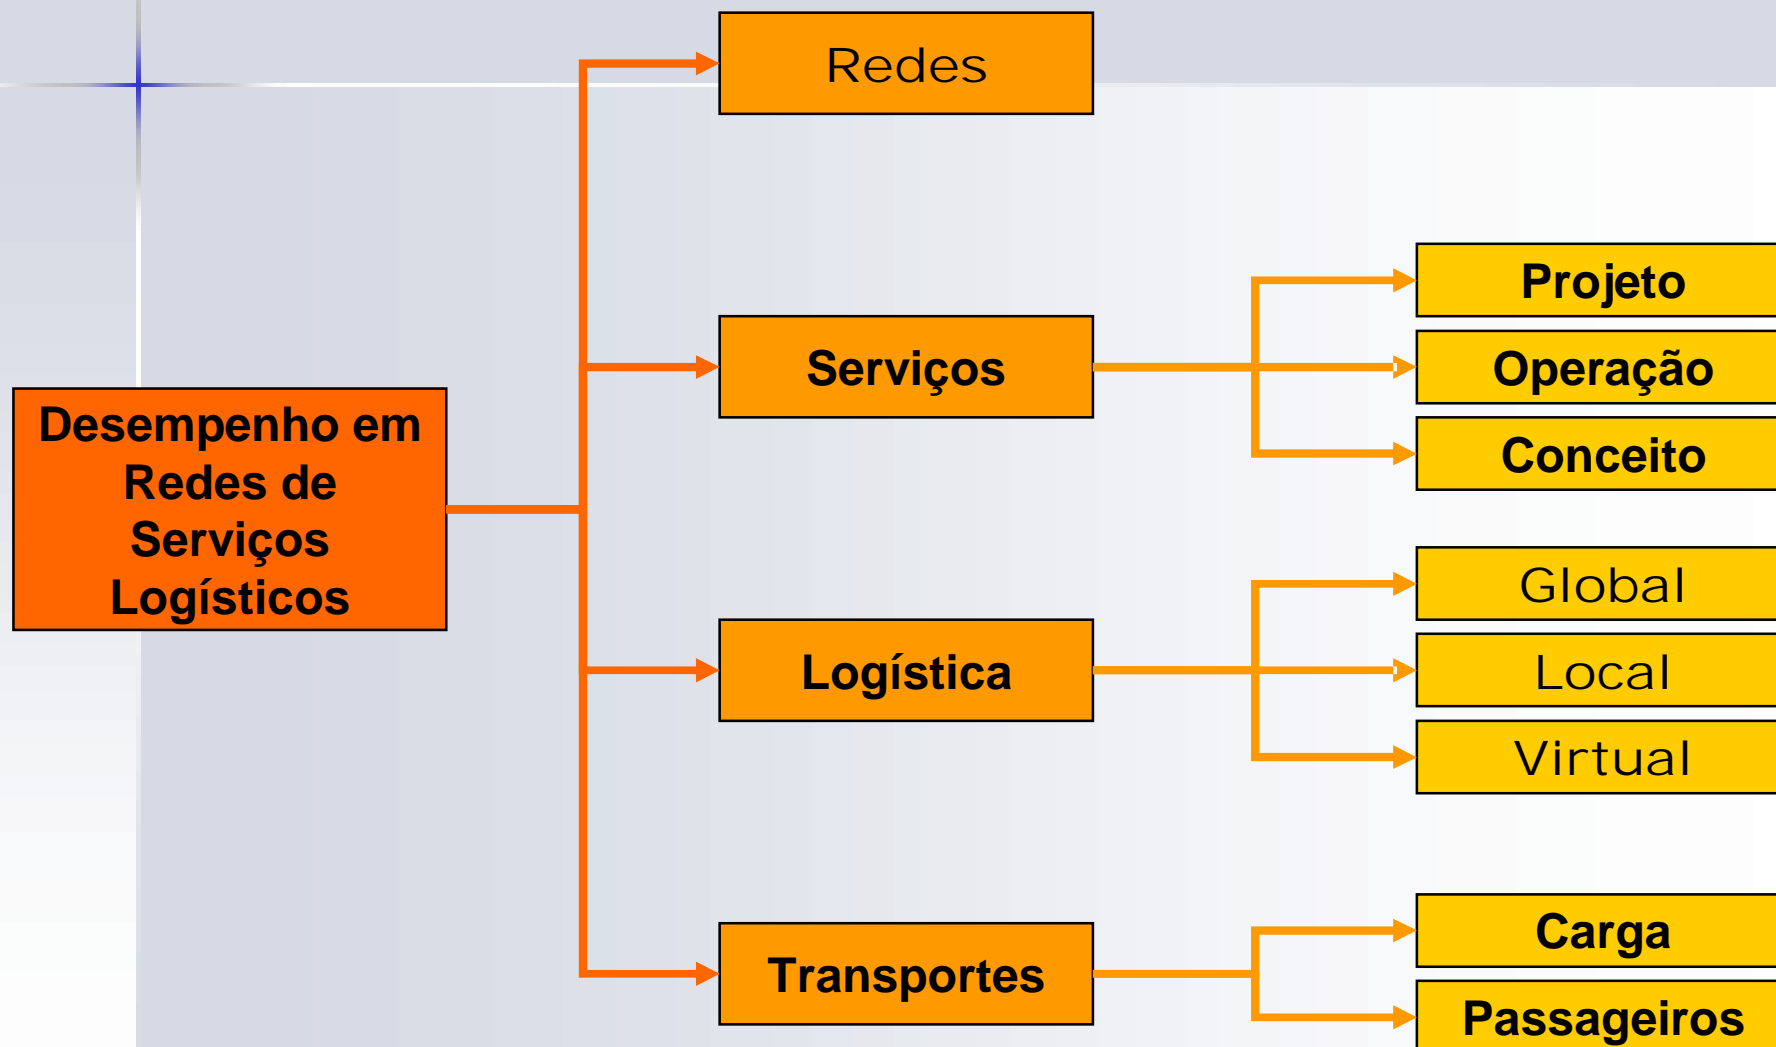 Redes
Projeto
Serviços
Operação
Conceito
Desempenho em
Redes de
Serviços
Logísticos
Global
Logística
Local
Virtual
Carga
Transportes
Passageiros